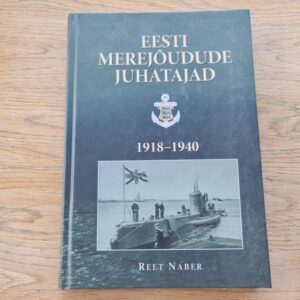 EESTI
MEREJÕUDUDE
JUHATAJAD
1918–1940
REET NABER